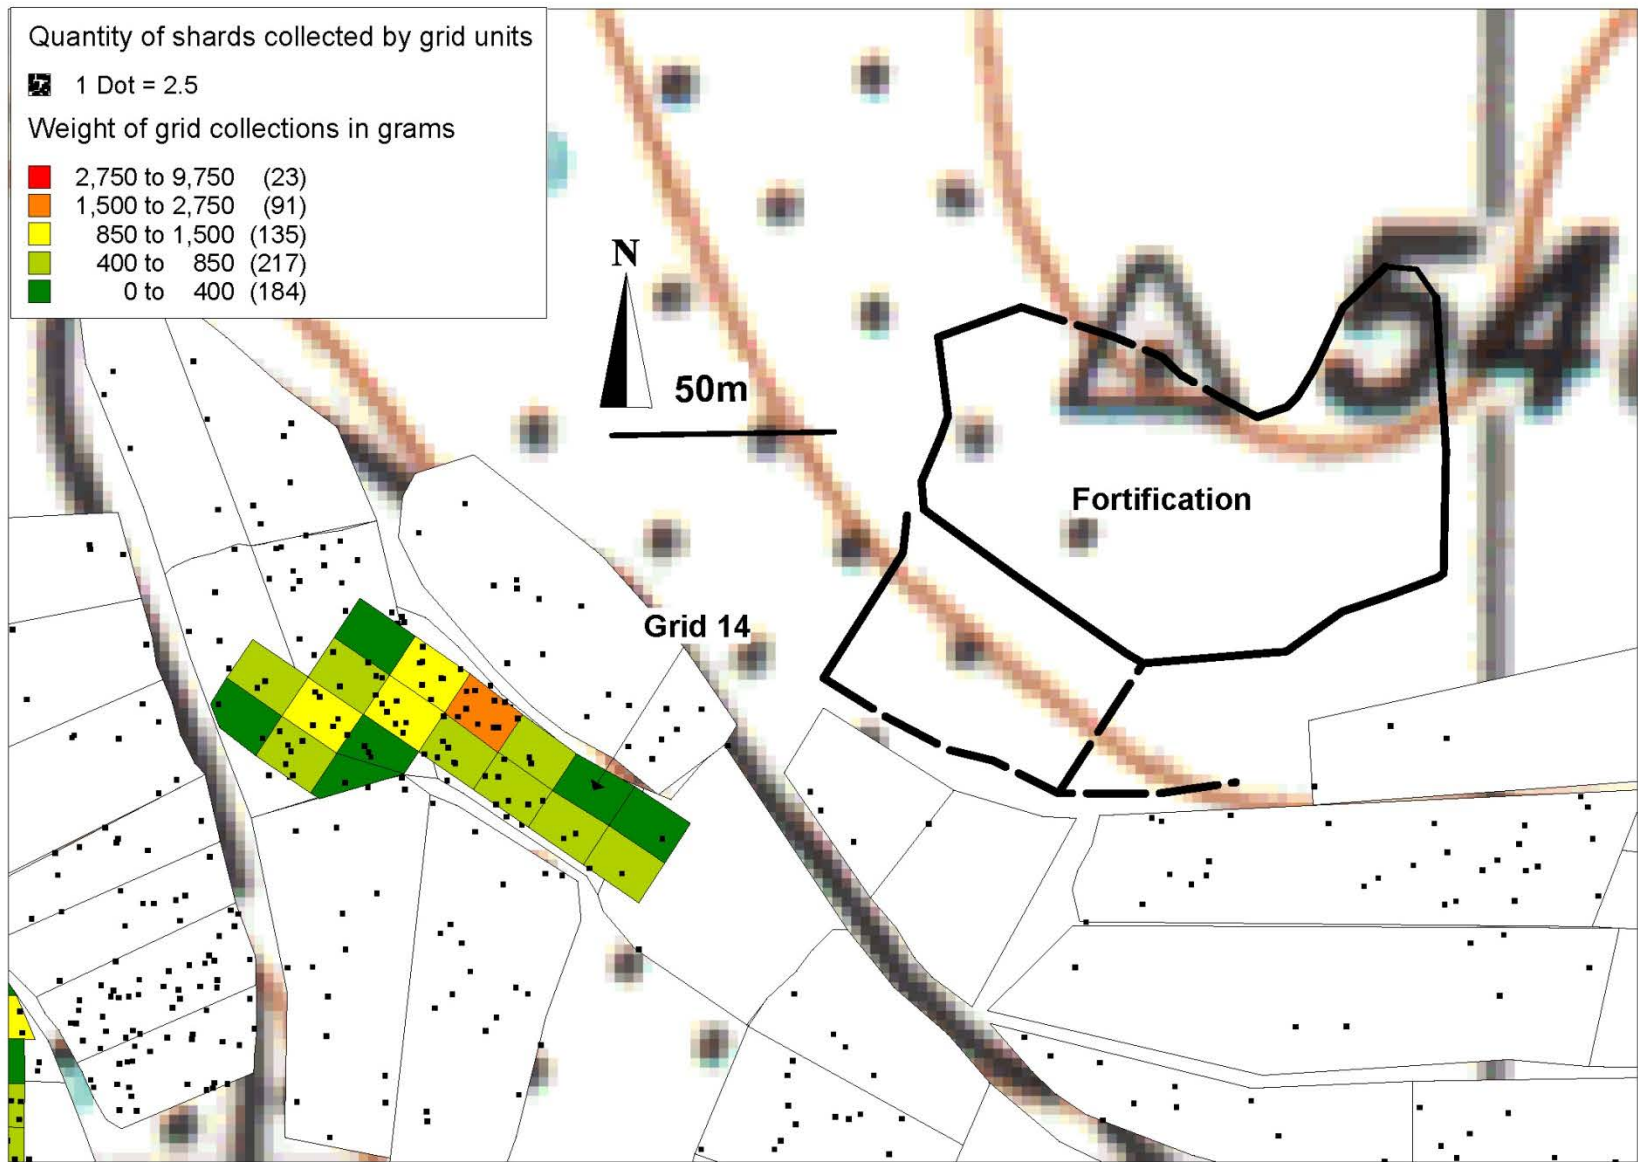 Quantity of shards collected by grid units
1 Dot = 2.5
Weight of grid collections in grams
2,750 to 9,750 (23)
1,500 to 2,750 (91)
850 to 1,500 (135)
400 to 850 (217)
0 to 400 (184)
N
50m
54
Fortification
Grid 14